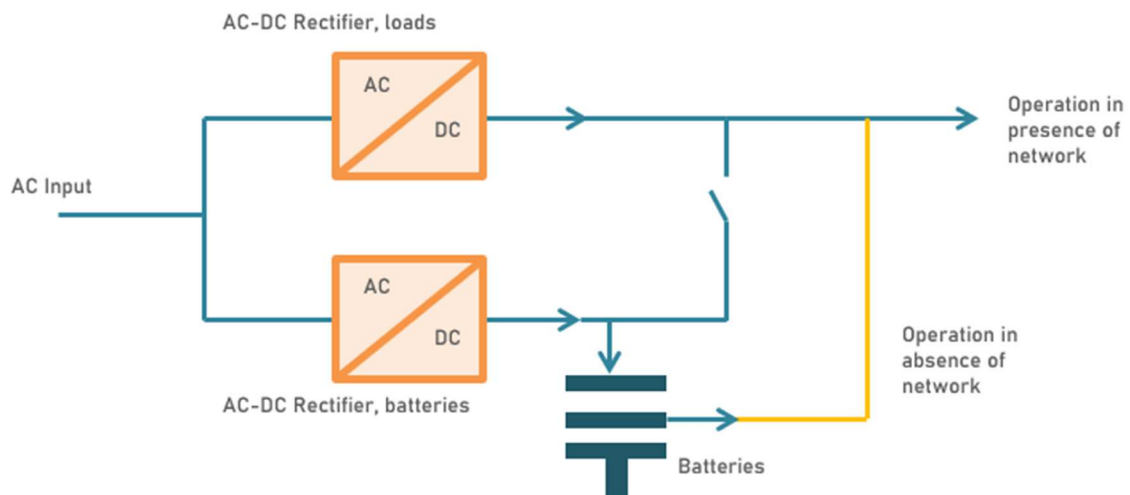 AC-DC Rectifier, loads
AC
DC
Operation in
presence of
network
AC Input
AC
DC
Operation in
absence of
network
AC-DC Rectifier, batteries
Batteries